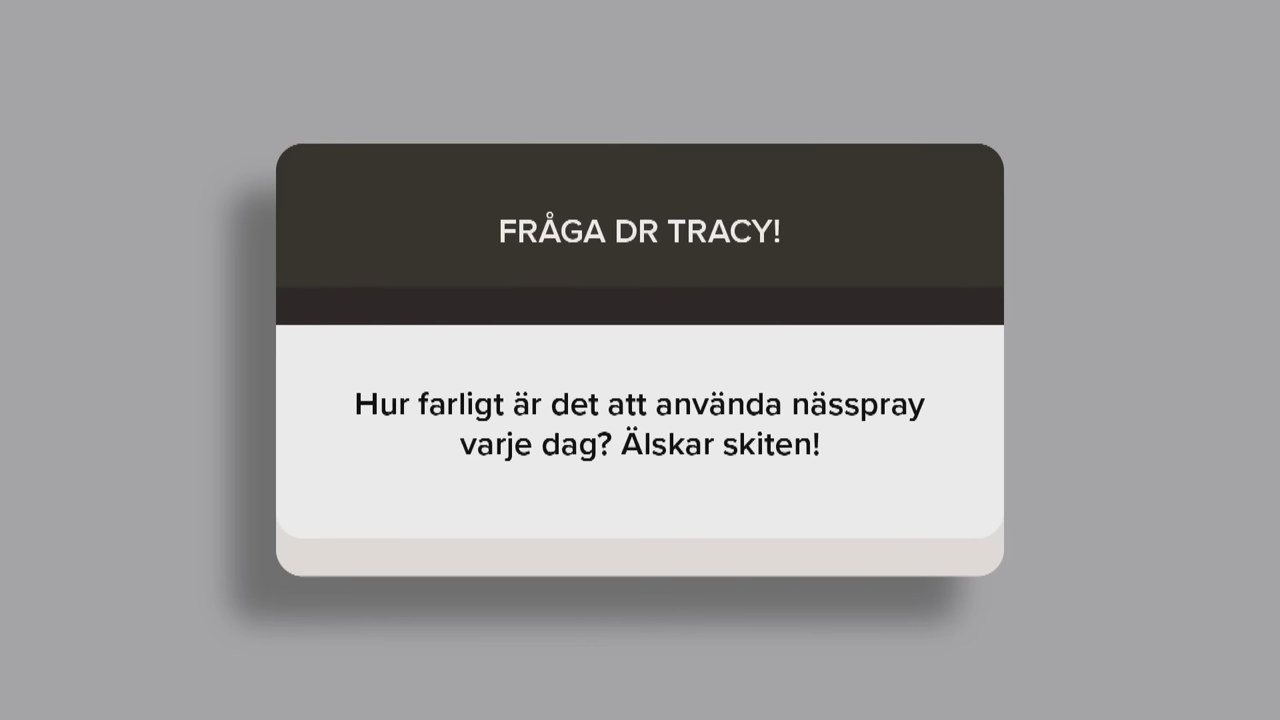 FRÅGA DR TRACY!
Hur farligt är det att använda nässpray
varje dag? Älskar skiten!